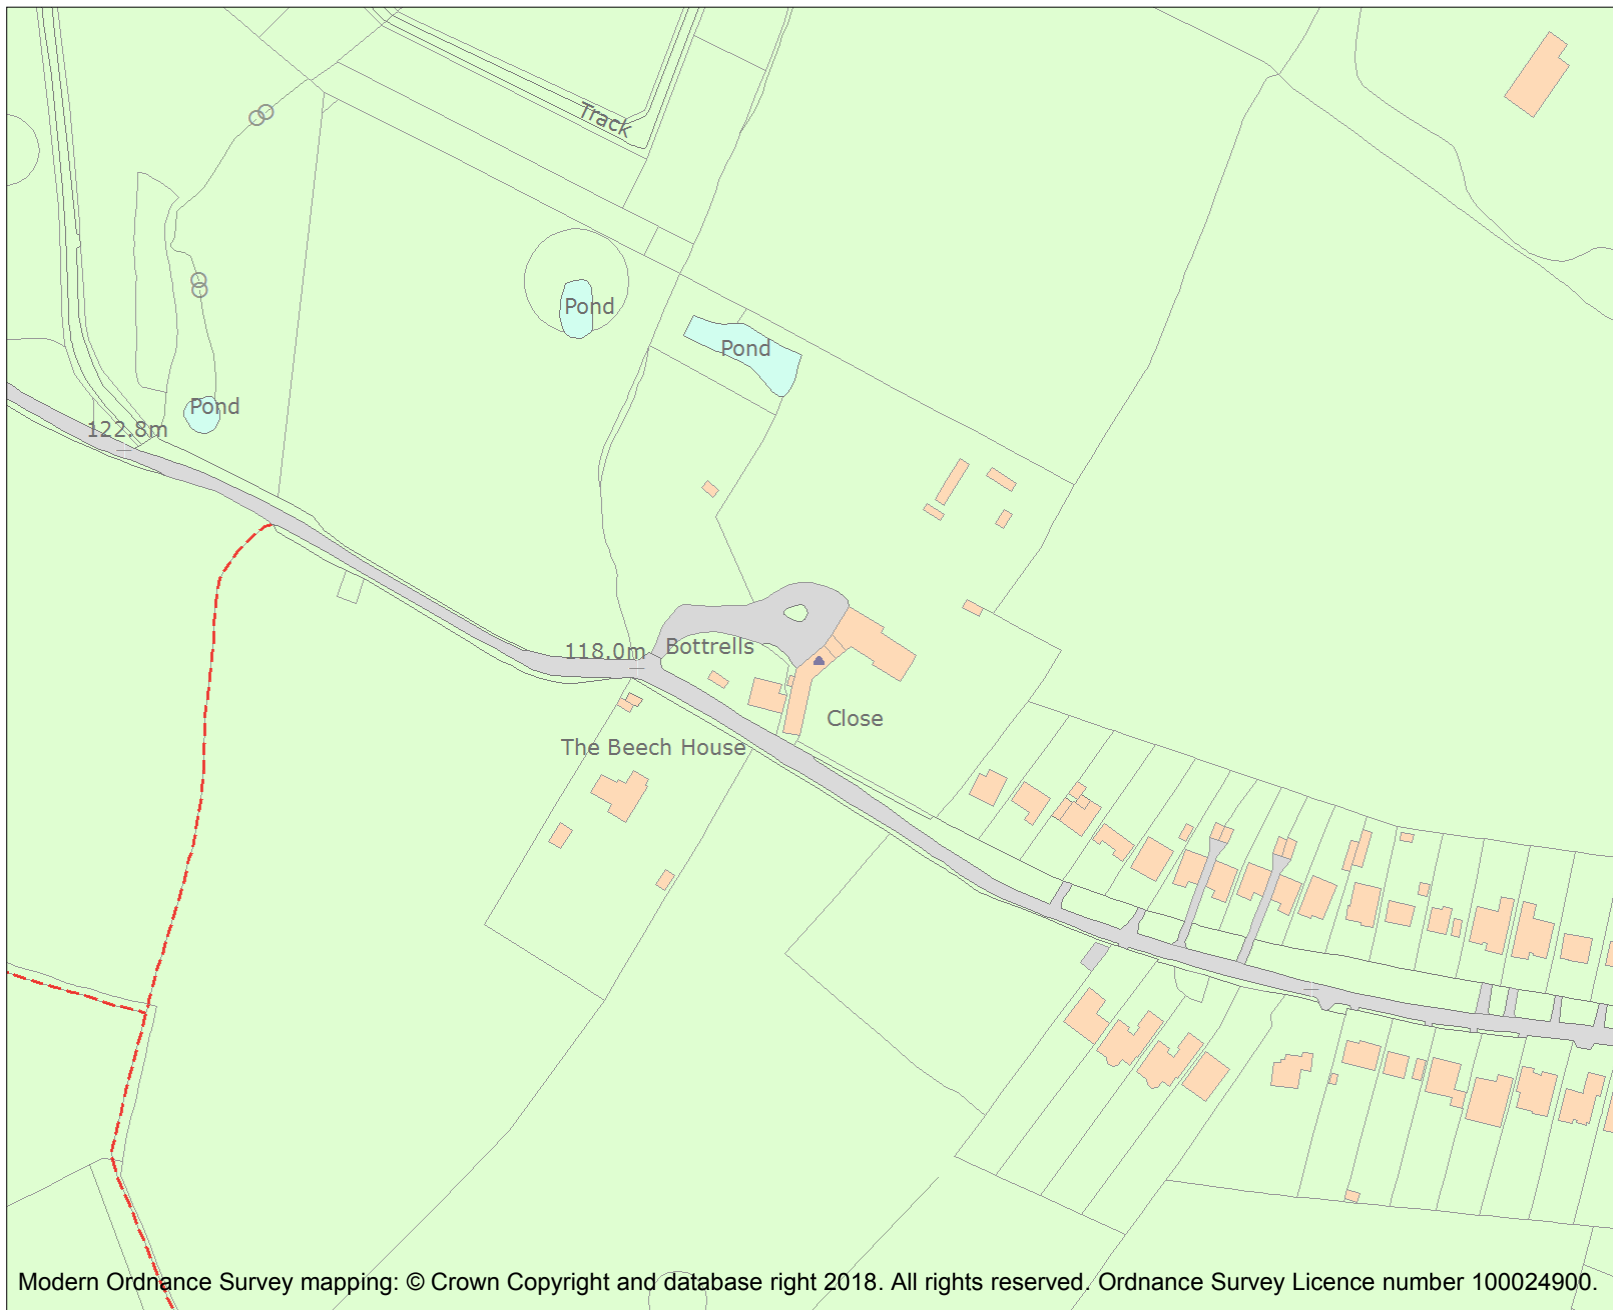 Track
Pond
Pond
Pond
122.8m
118.0m
Bottrells
Close
The Beech House
Modern Ordnance Survey mapping: © Crown Copyright and database right 2018. All rights reserved. Ordnance Survey Licence number 100024900.